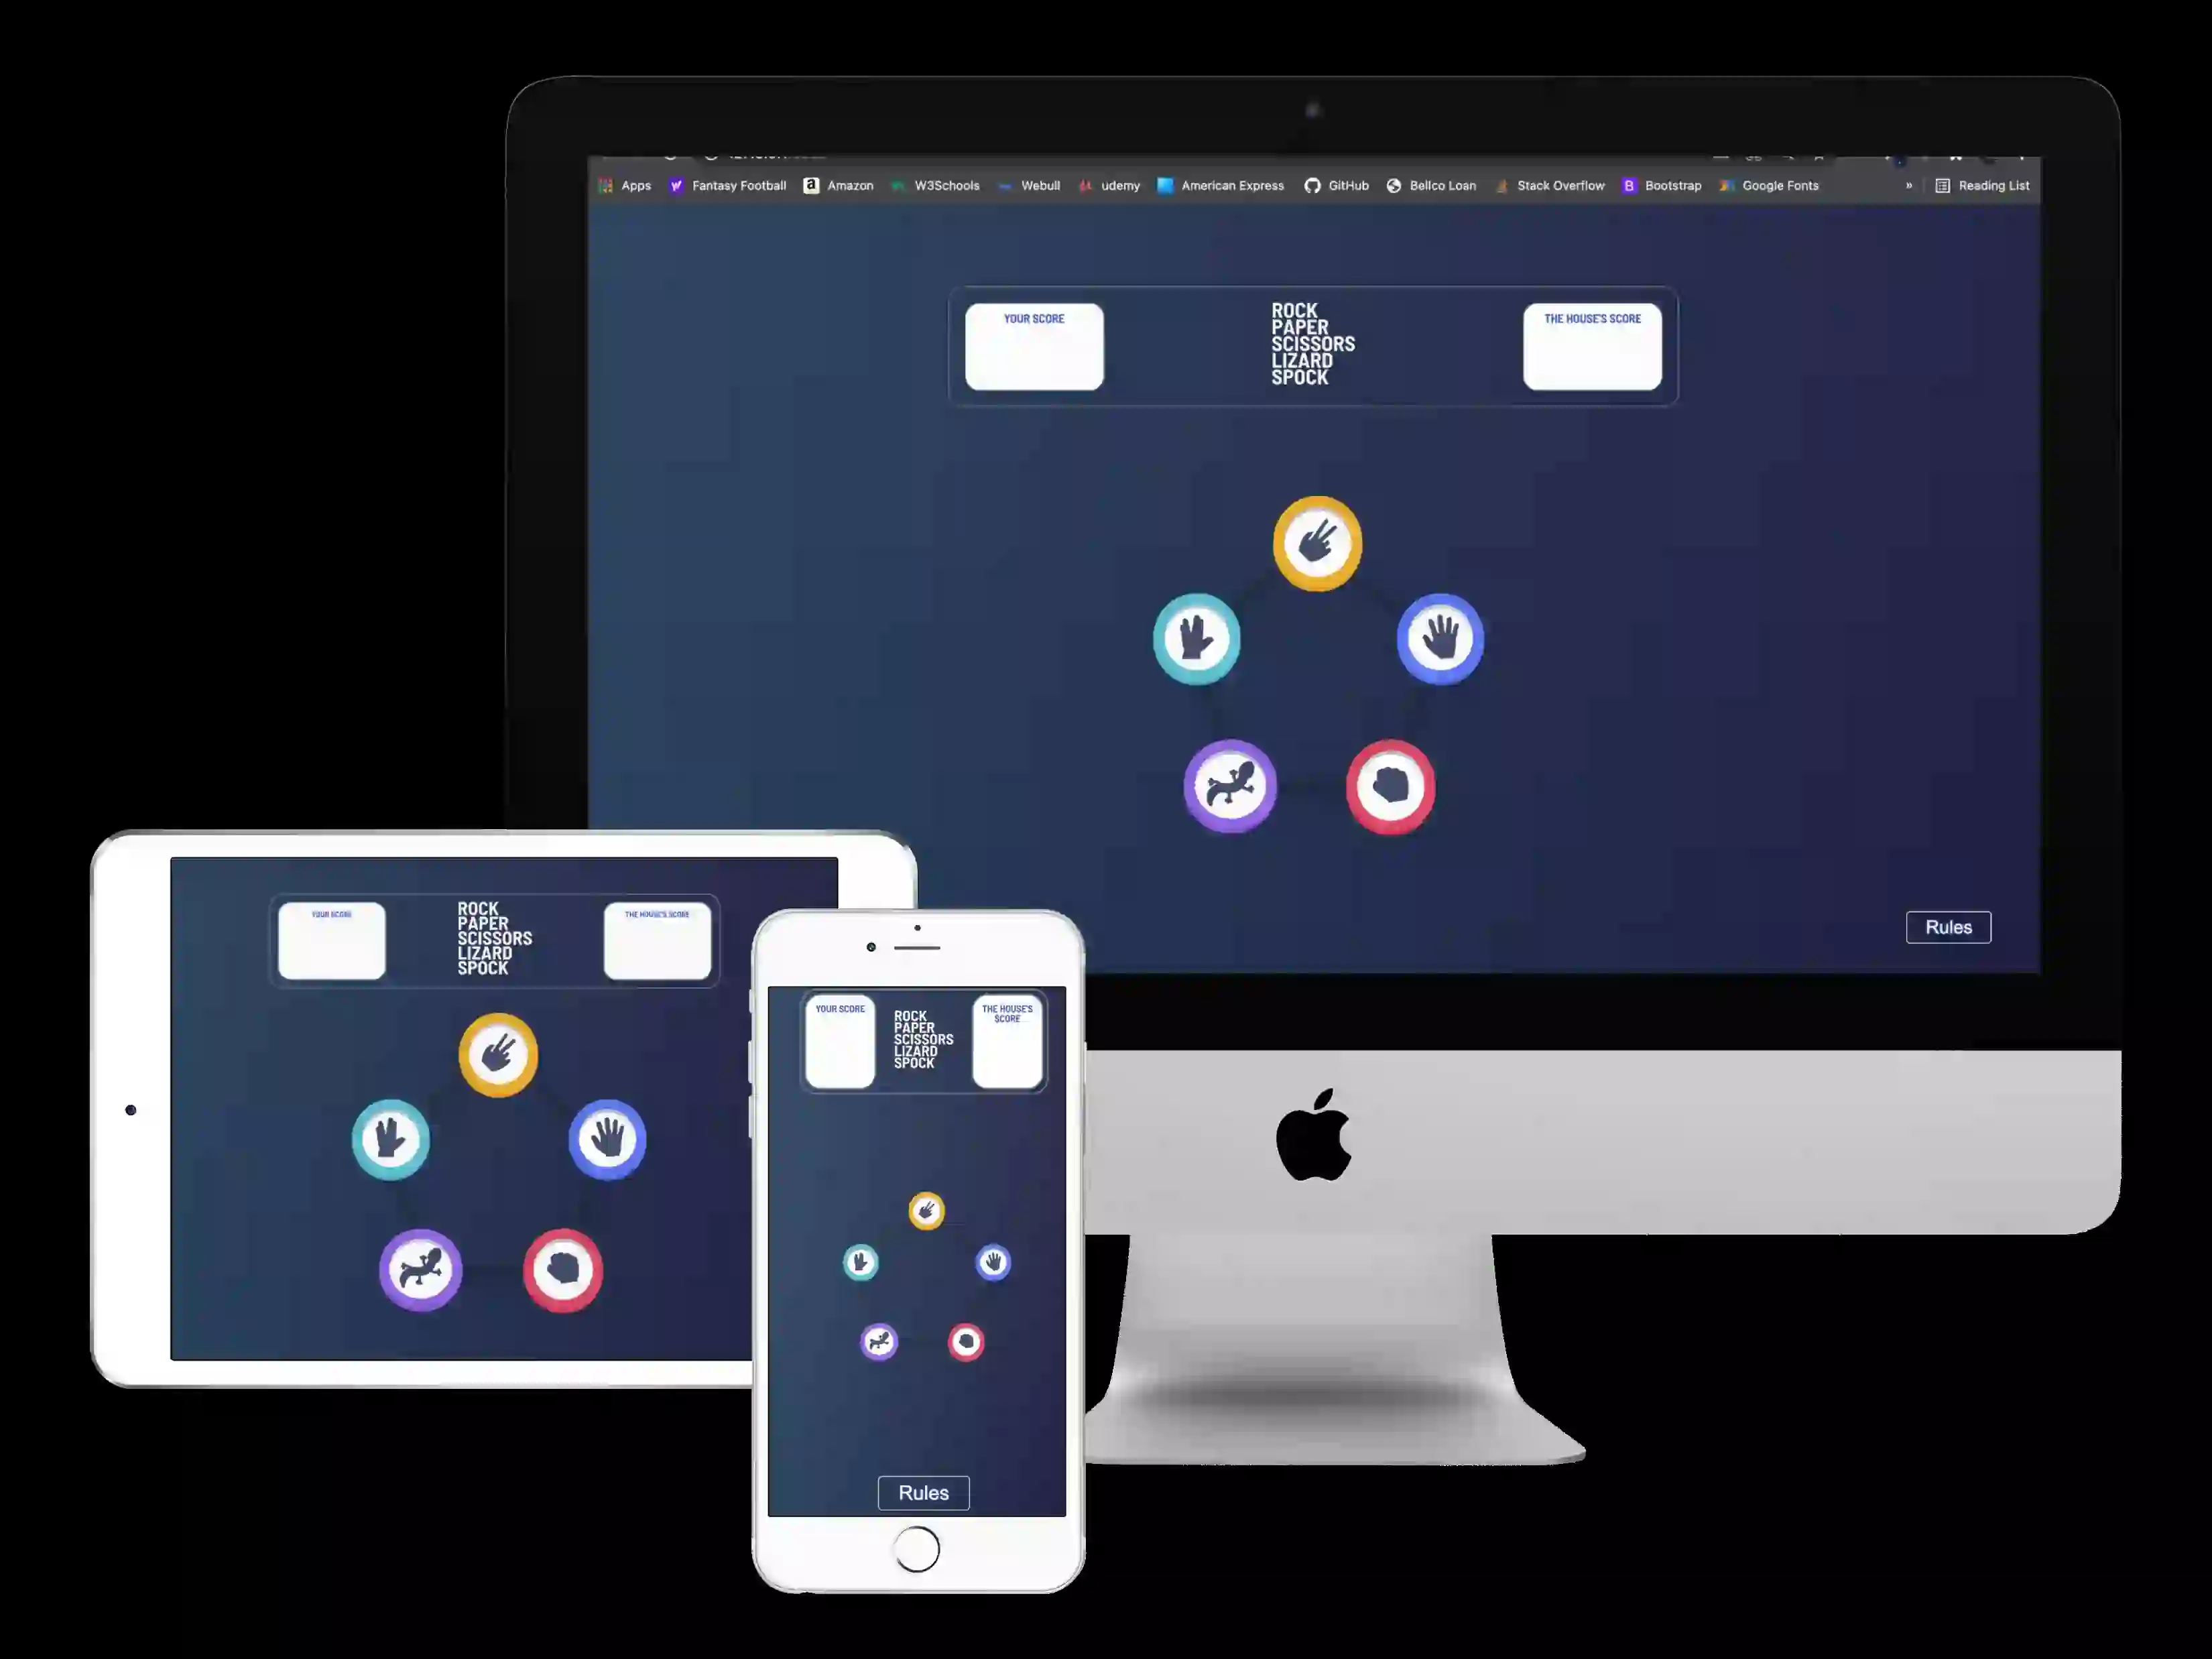 Apps Fantasy Football Amazon W3Schools Webull udemy American Express GitHub Bellco Loan Stack Overflow Bootstrap Google Fonts » Reading List
YOUR SCORE
ROCK
PAPER
SCISSORS
LIZARD
SPOCK
THE HOUSE'S SCORE
Rules
YOUR SCORE
ROCK
PAPER
SCISSORS
LIZARD
SPOCK
THE HOUSE'S SCORE
YOUR SCORE
ROCK
PAPER
SCISSORS
LIZARD
SPOCK
THE HOUSE'S
SCORE
Rules